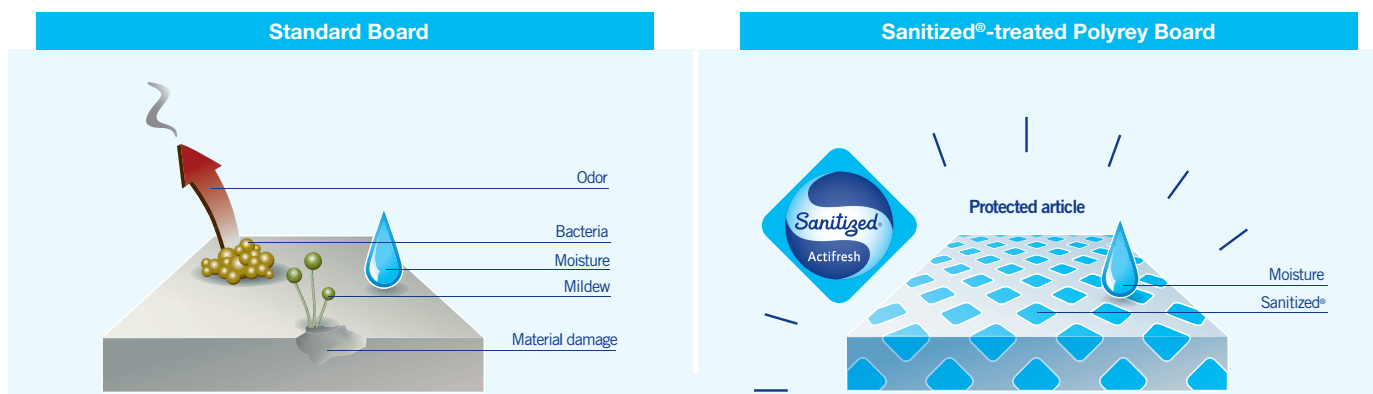 Standard Board
Odor
Bacteria
Moisture
Mildew
Material damage
Sanitized®-treated Polyrey Board
Protected article
Sanitized®
Actifresh
Moisture
Sanitized®